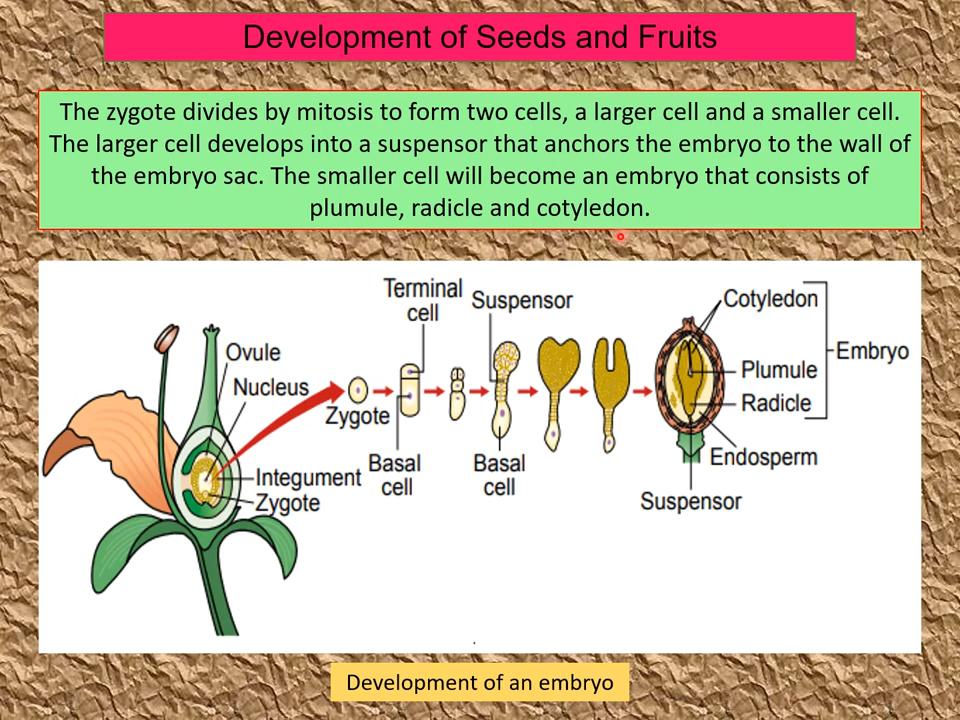 Development of Seeds and Fruits
The zygote divides by mitosis to form two cells, a larger cell and a smaller cell.
The larger cell develops into a suspensor that anchors the embryo to the wall of
the embryo sac. The smaller cell will become an embryo that consists of
plumule, radicle and cotyledon.
Terminal
cell
Suspensor
Cotyledon
Ovule
Nucleus
Embryo
Plumule
Radicle
Zygote
Endosperm
Basal
cell
Basal
cell
Integument
Zygote
Suspensor
Development of an embryo